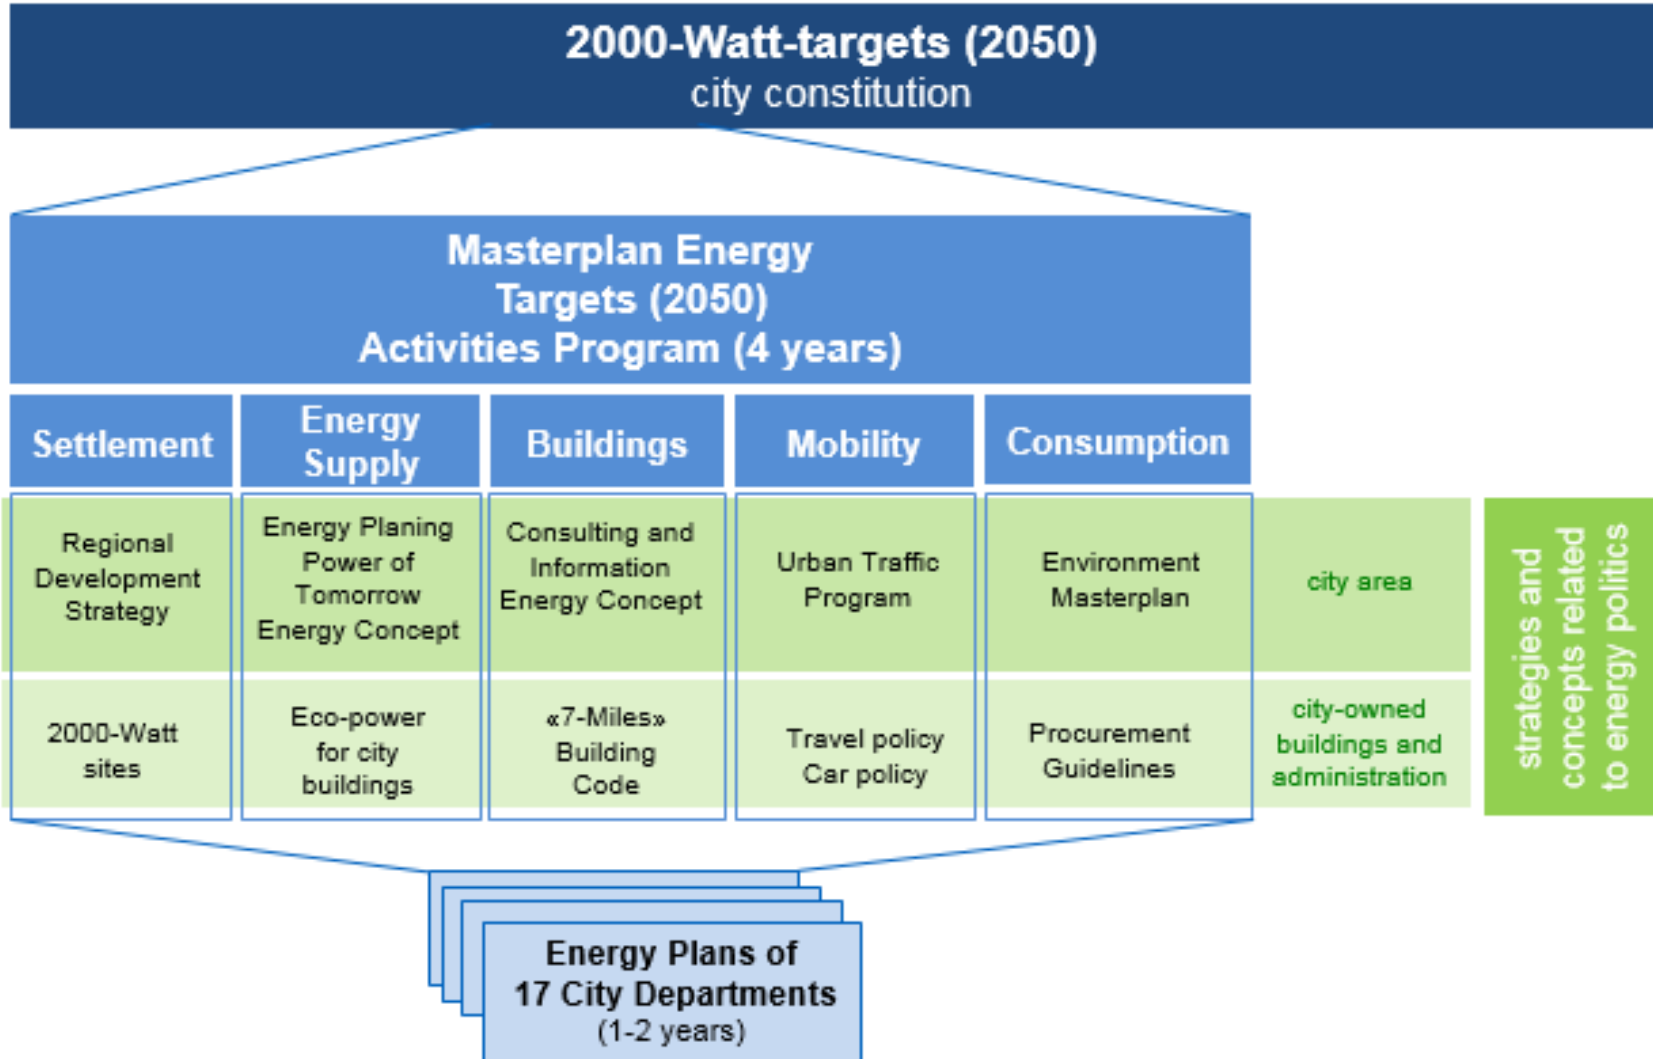 2000-Watt-targets (2050)
city constitution
Masterplan Energy
Targets (2050)
Activities Program (4 years)
Settlement
Energy
Supply
Buildings
Mobility
Consumption
Regional
Development
Strategy
Energy Planing
Power of
Tomorrow
Energy Concept
Consulting and
Information
Energy Concept
Urban Traffic
Program
Environment
Masterplan
city area
2000-Watt
sites
Eco-power
for city
buildings
«7-Miles»
Building
Code
Travel policy
Car policy
Procurement
Guidelines
city-owned
buildings and
administration
strategies and
concepts related
to energy politics
Energy Plans of
17 City Departments
(1-2 years)